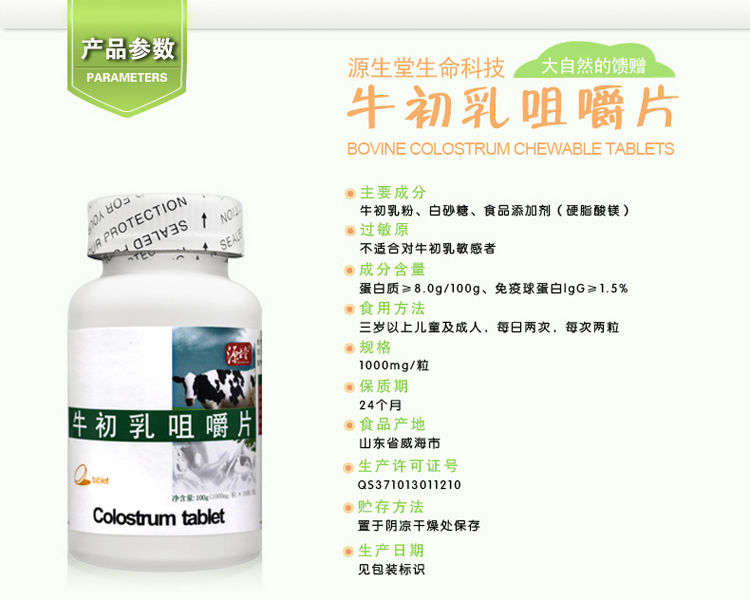 产品参数
PARAMETERS
源生堂生命科技
大自然的馈赠
牛初乳咀嚼片
BOVINE COLOSTRUM CHEWABLE TABLETS
主要成分
牛初乳粉、白砂糖、食品添加剂（硬脂酸镁）
过敏原
不适合对牛初乳敏感者
成分含量
蛋白质≥8.0g/100g、免疫球蛋白IgG≥1.5%
食用方法
三岁以上儿童及成人，每日两次，每次两粒
规格
1000mg/粒
保质期
24个月
食品产地
山东省威海市
生产许可证号
QS371013011210
贮存方法
置于阴凉干燥处保存
生产日期
见包装标识
PROTECTION
SEALED
源生堂
牛初乳咀嚼片
tablet
净含量:100g
Colostrum tablet